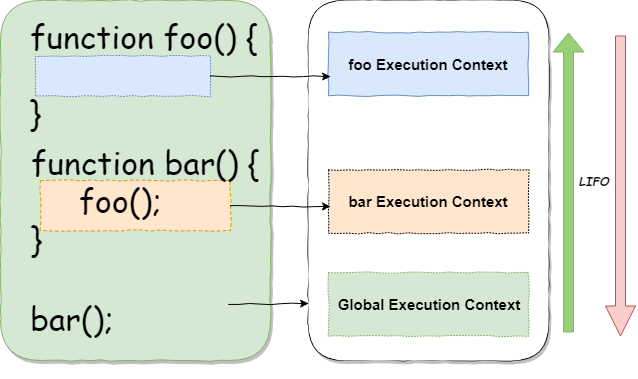 function foo() {
}
function bar() {
foo();
}
bar();
foo Execution Context
bar Execution Context
Global Execution Context
LIFO